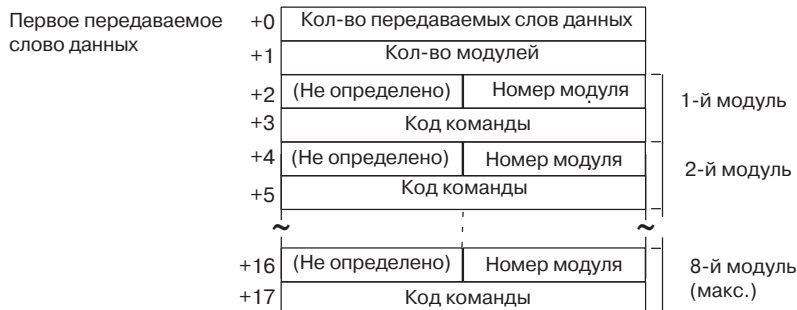 Первое передаваемое
слово данных
+0 Кол-во передаваемых слов данных
+1 Кол-во модулей
+2 (Не определено) Номер модуля
+3 Код команды
1-й модуль
+4 (Не определено) Номер модуля
+5 Код команды
2-й модуль
~ ~
+16 (Не определено) Номер модуля
+17 Код команды
8-й модуль
(макс.)